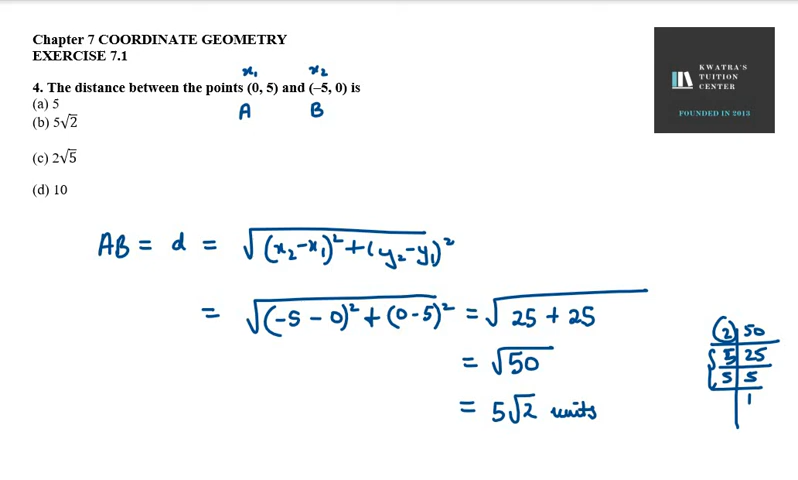 Chapter 7 COORDINATE GEOMETRY
EXERCISE 7.1
x₁ x₂
4. The distance between the points (0, 5) and (–5, 0) is
A B
(a) 5
(b) 5√2
(c) 2√5
(d) 10
KWATRA'S
TUITION
CENTER
FOUNDED IN 2013
AB = d = √(x₂-x₁)²+(y₂-y₁)²
= √(-5 - 0)² + (0-5)² = √25 + 25
= √50
= 5√2 units
2 50
5 25
5 5
1